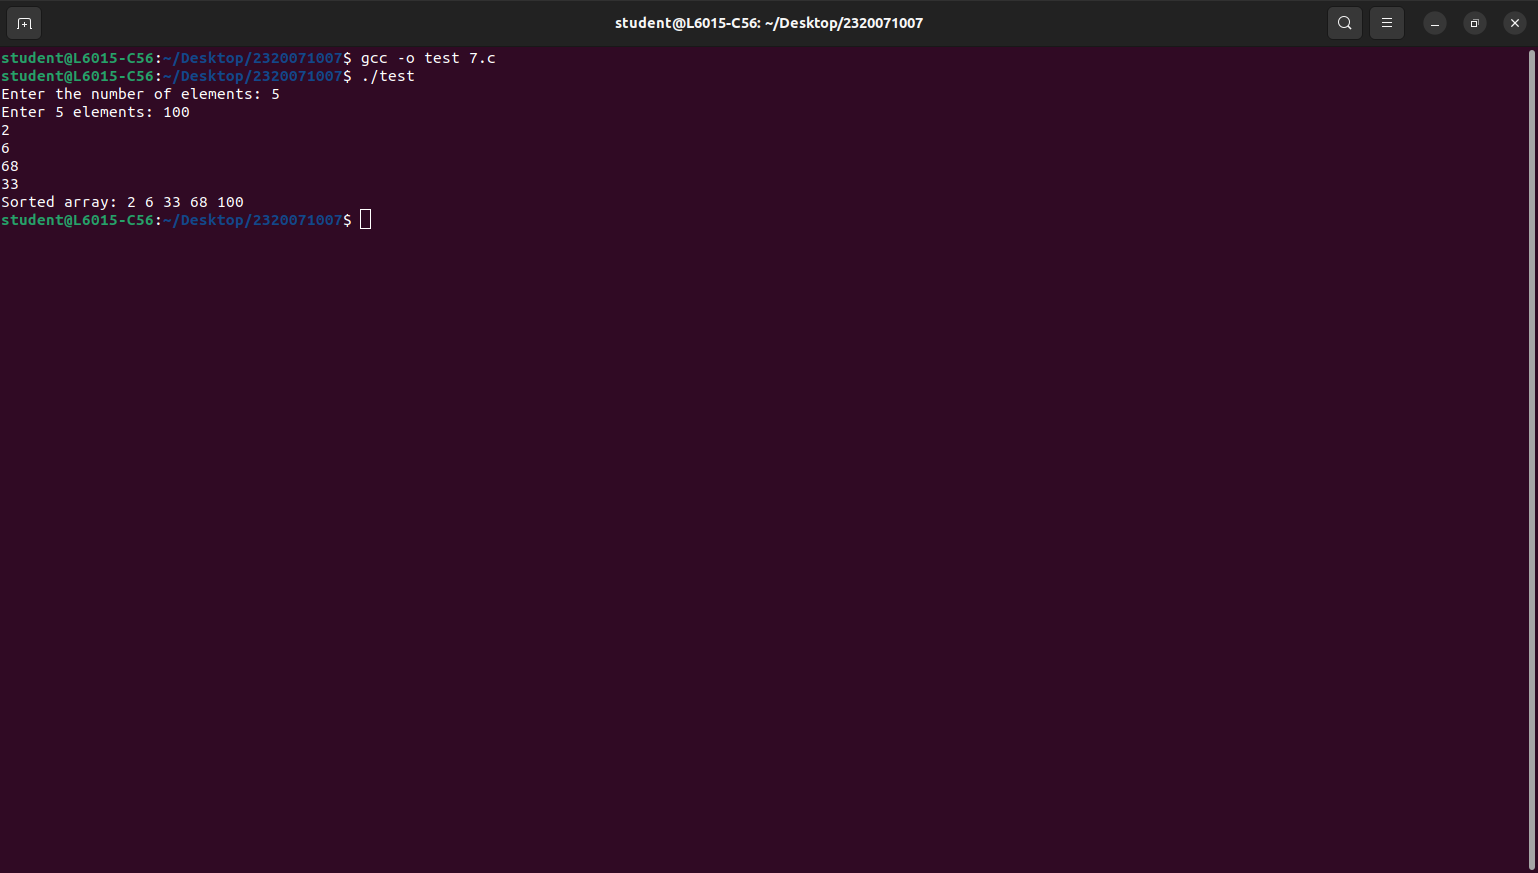 student@L6015-C56: ~/Desktop/2320071007
student@L6015-C56:~/Desktop/2320071007$ gcc -o test 7.c
student@L6015-C56:~/Desktop/2320071007$ ./test
Enter the number of elements: 5
Enter 5 elements: 100
2
6
68
33
Sorted array: 2 6 33 68 100
student@L6015-C56:~/Desktop/2320071007$